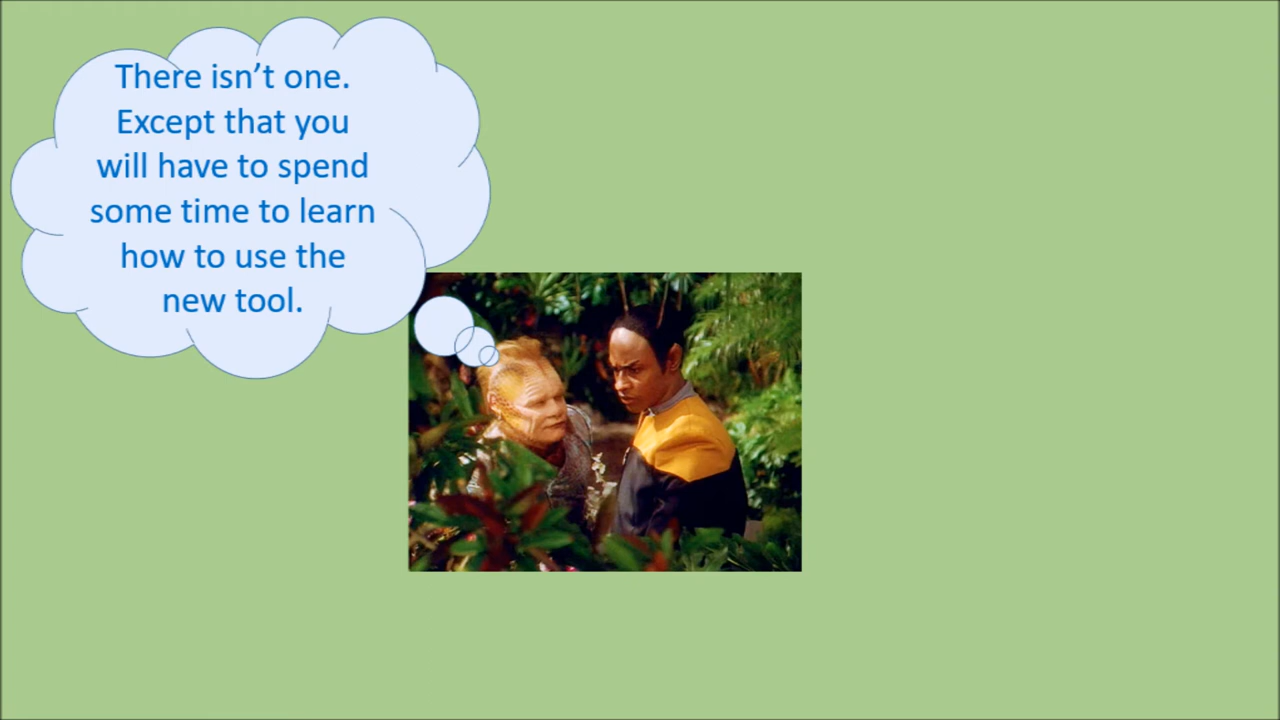 There isn’t one.
Except that you
will have to spend
some time to learn
how to use the
new tool.